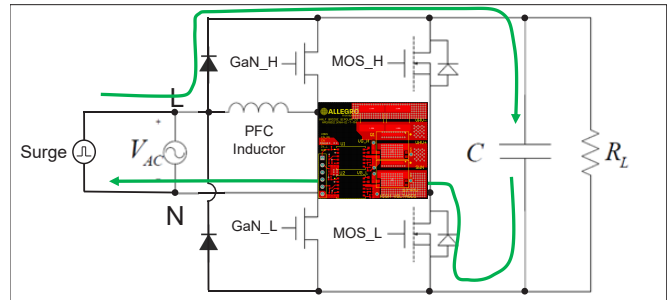 GaN_H
MOS_H
L
+
ALLEGRO
PFC
Inductor
Surge
V_AC
C
R_L
N
GaN_L
MOS_L